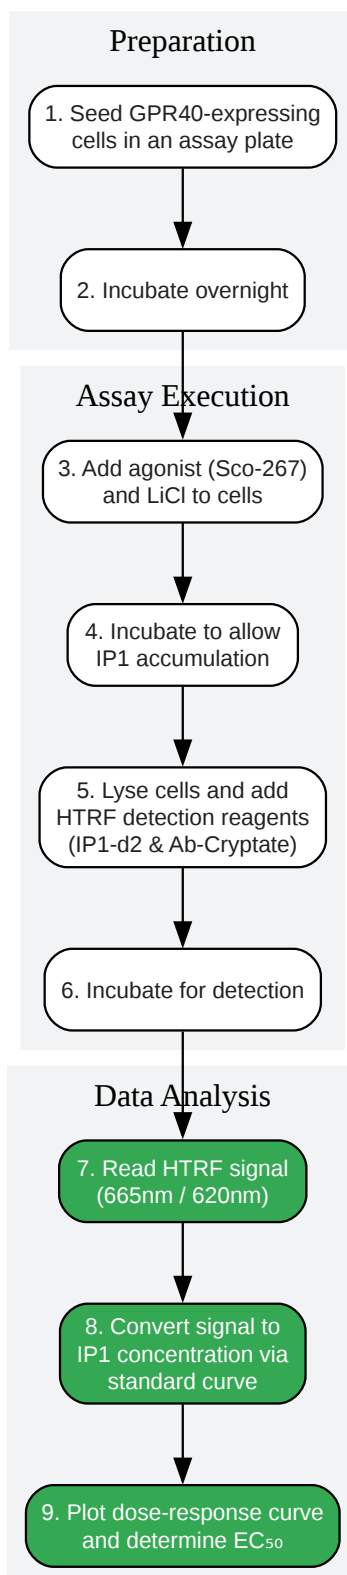 Preparation
1. Seed GPR40-expressing
cells in an assay plate
2. Incubate overnight
Assay Execution
3. Add agonist (Sco-267)
and LiCl to cells
4. Incubate to allow
IP1 accumulation
5. Lyse cells and add
HTRF detection reagents
(IP1-d2 & Ab-Cryptate)
6. Incubate for detection
Data Analysis
7. Read HTRF signal
(665nm / 620nm)
8. Convert signal to
IP1 concentration via
standard curve
9. Plot dose-response curve
and determine EC₅₀